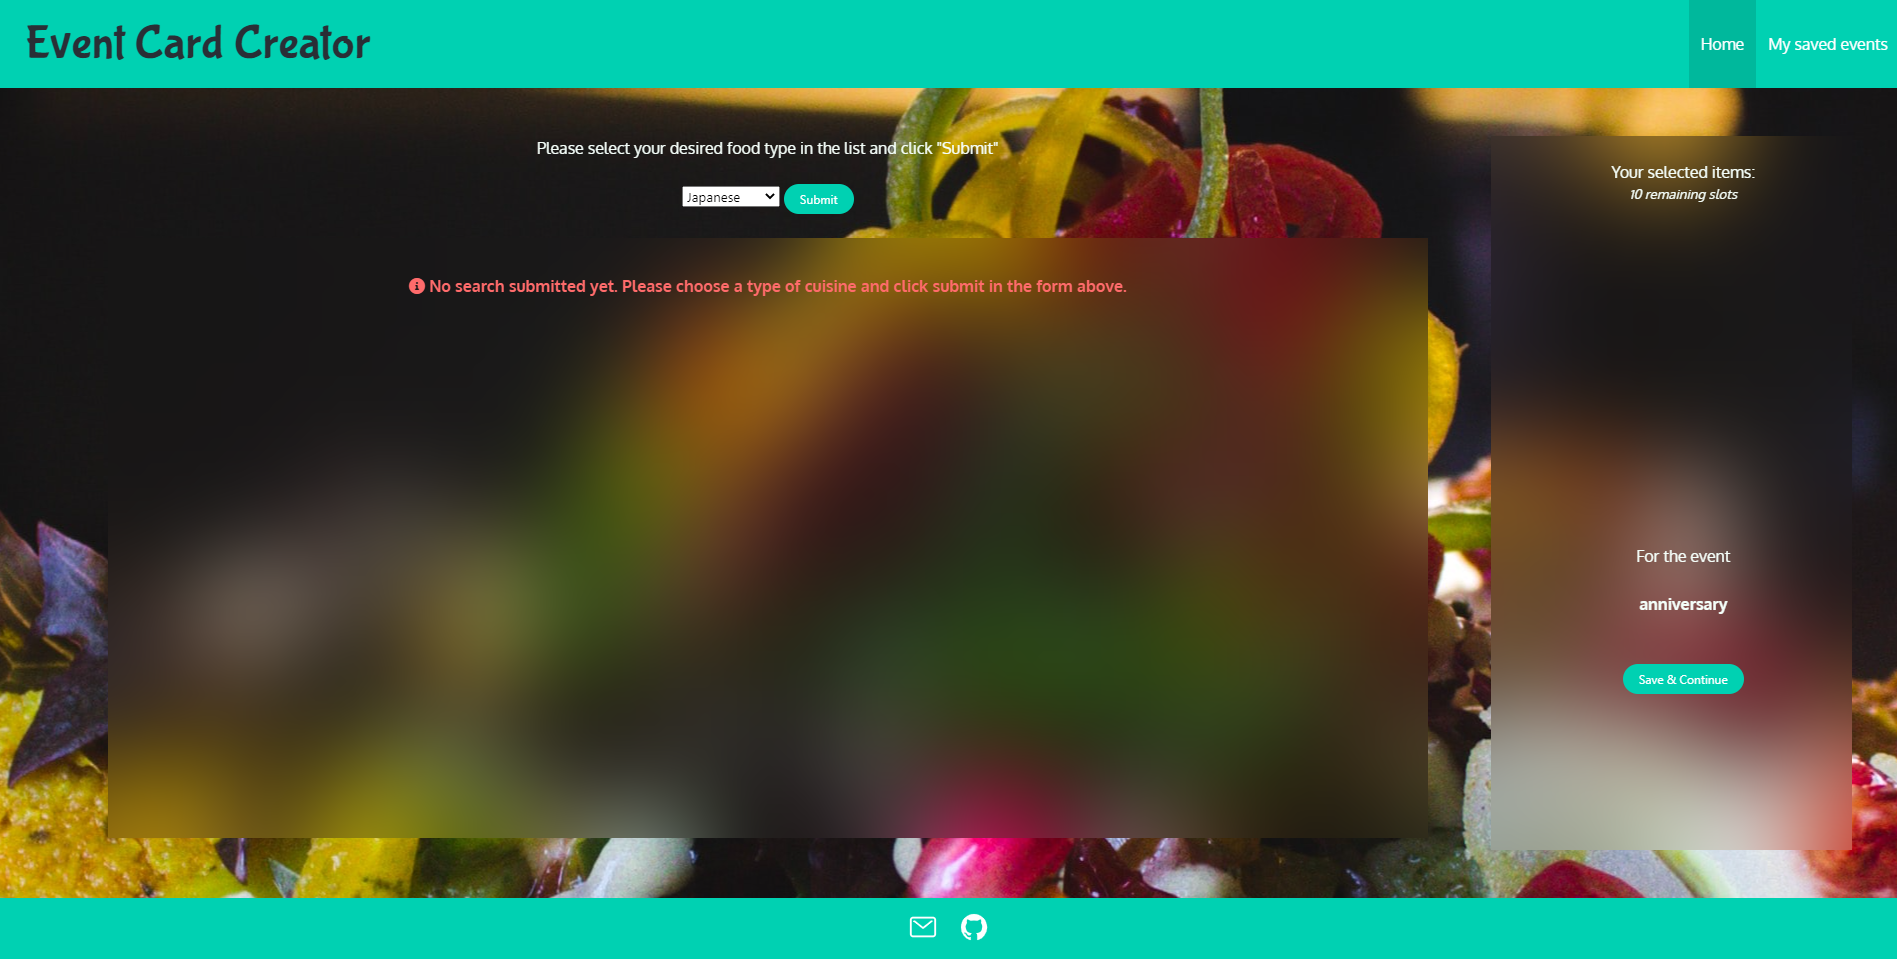 Event Card Creator
Home
My saved events
Please select your desired food type in the list and click "Submit"
Japanese
Submit
No search submitted yet. Please choose a type of cuisine and click submit in the form above.
Your selected items:
10 remaining slots
For the event
anniversary
Save & Continue